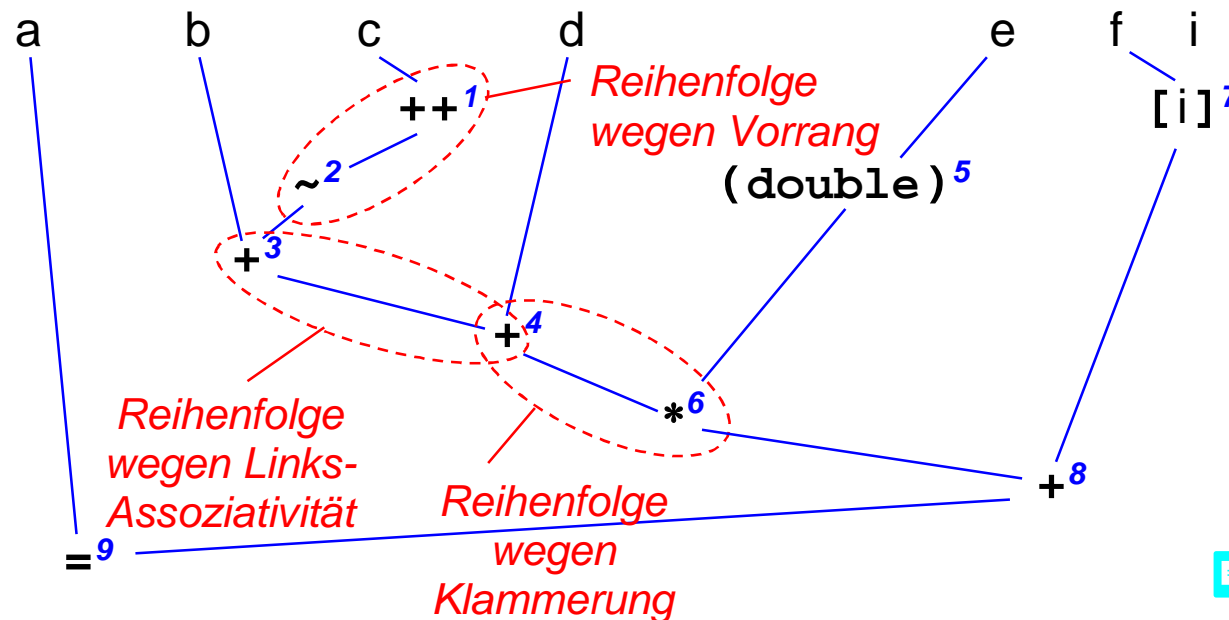 a b c d e f i
++1
Reihenfolge
wegen Vorrang
[i]7
~2
(double)5
+3
+4
*6
Reihenfolge
wegen Links-
Assoziativität
Reihenfolge
wegen
Klammerung
+8
=9